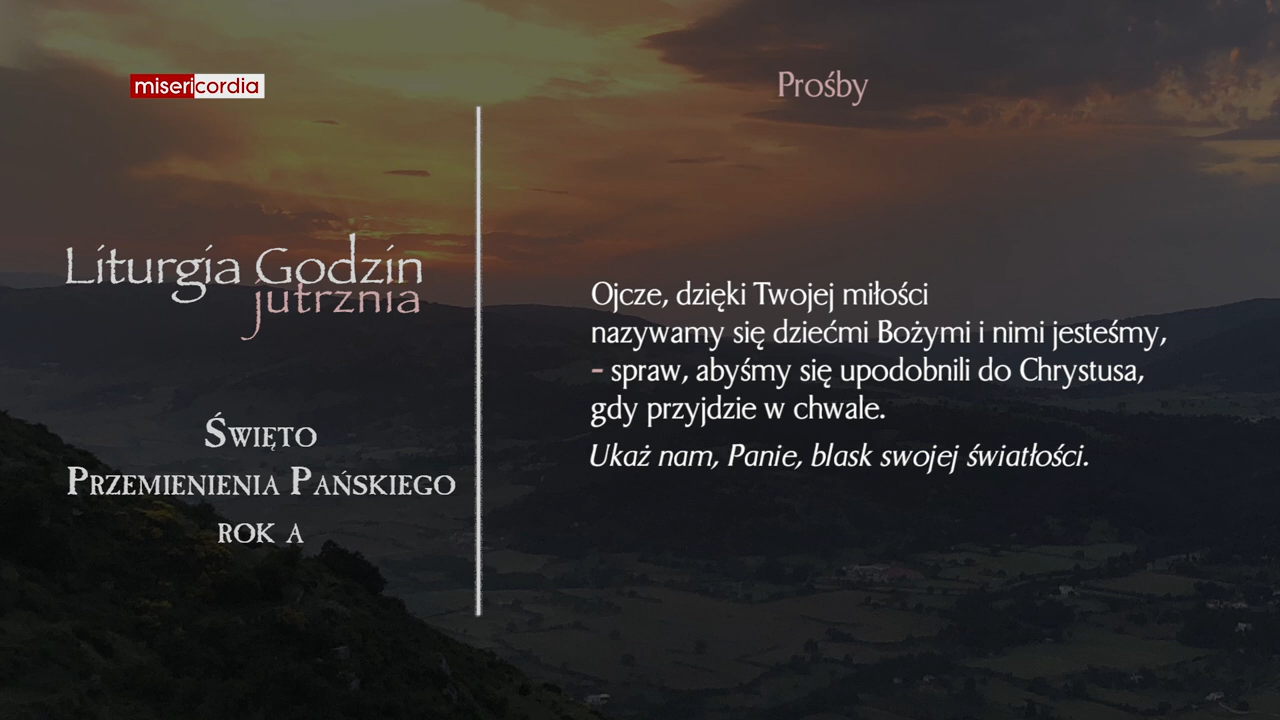 misericordia
Liturgia Godzin
jutrznia
Święto
Przemienienia Pańskiego
rok a
Prośby
Ojcze, dzięki Twojej miłości
nazywamy się dziećmi Bożymi i nimi jesteśmy,
- spraw, abyśmy się upodobnili do Chrystusa,
gdy przyjdzie w chwale.
Ukaż nam, Panie, blask swojej światłości.